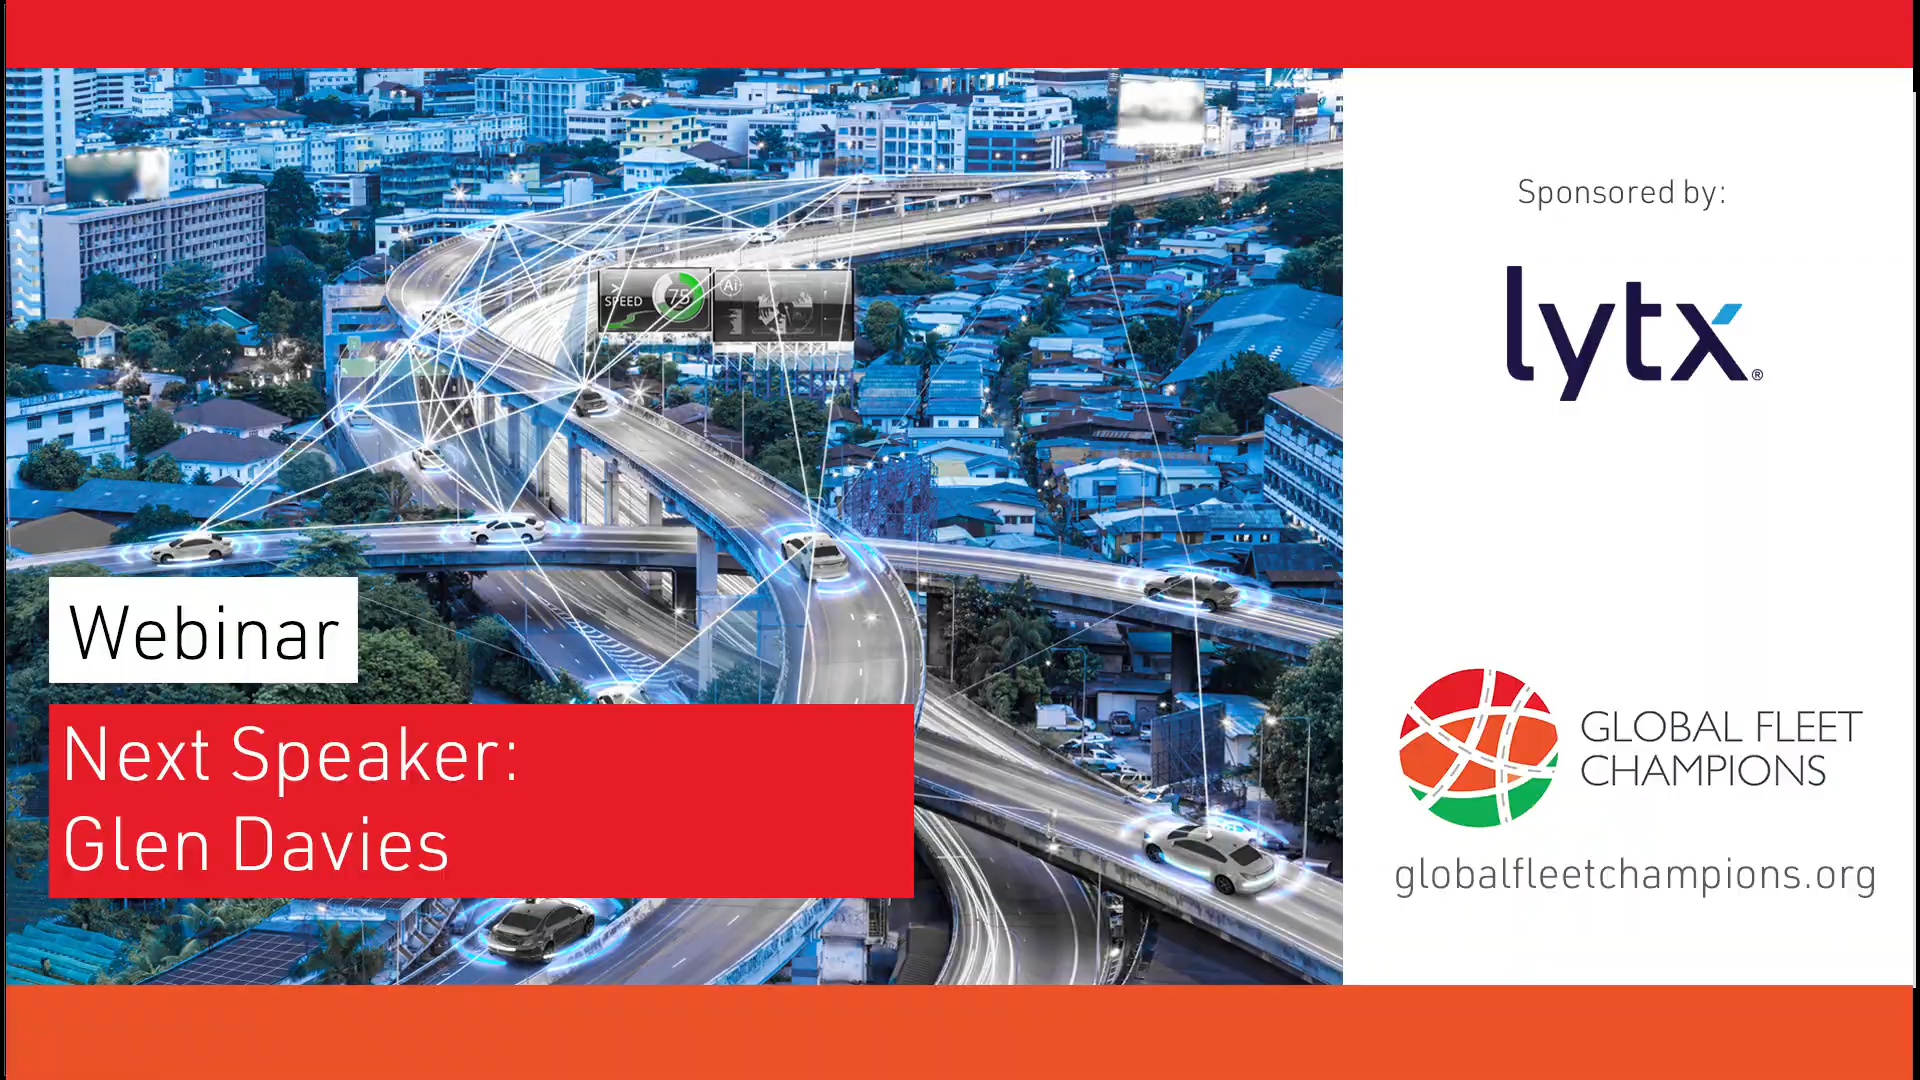 SPEED
75
Ai
Webinar
Next Speaker:
Glen Davies
Sponsored by:
lytx®
GLOBAL FLEET
CHAMPIONS
globalfleetchampions.org